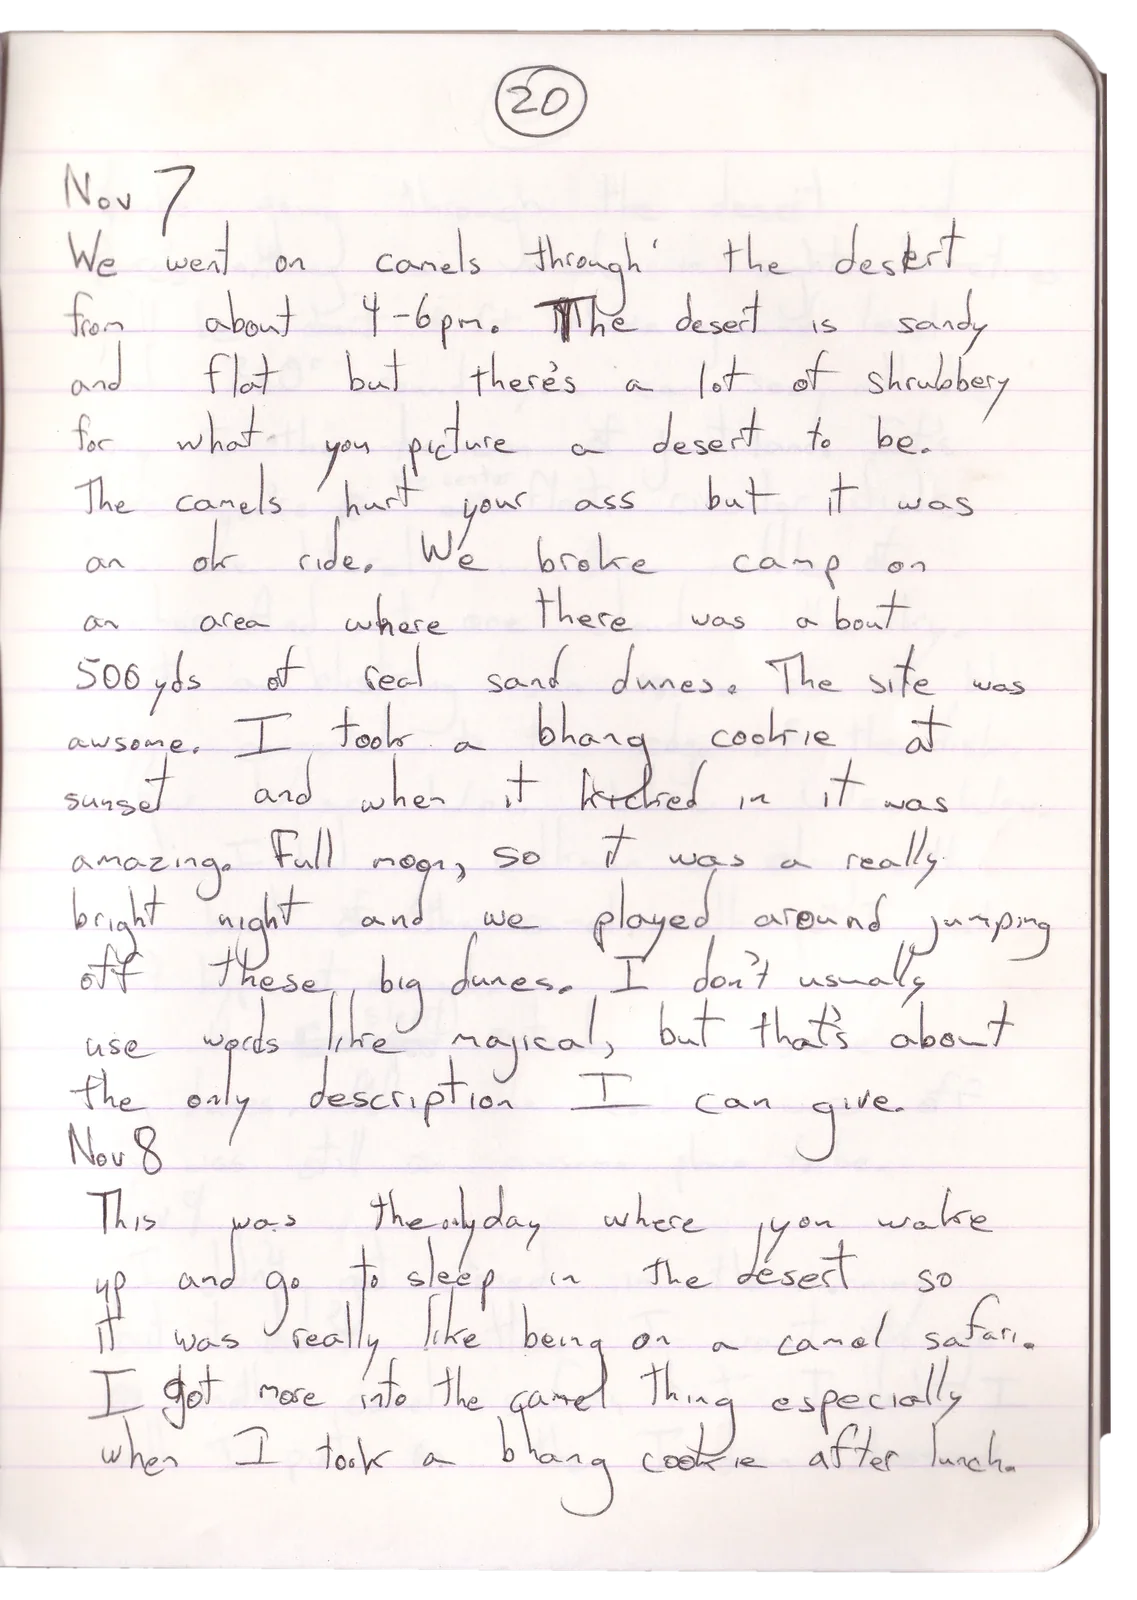 20
Nov 7
We went on camels through the desert
from about 4-6pm. The desert is sandy
and flat but there's a lot of shrubbery
for what you picture a desert to be.
The camels hurt your ass but it was
an ok ride. We broke camp on
an area where there was about
500 yds of real sand dunes. The site was
awsome. I took a bhang cookie at
sunset and when it kicked in it was
amazing. Full moon, so it was a really
bright night and we played around jumping
off these big dunes. I don't usually
use words like magical, but that's about
the only description I can give.
Nov 8
This was the only day where you wake
up and go to sleep in the desert so
it was really like being on a camel safari.
I got more into the camel thing especially
when I took a bhang cookie after lunch.